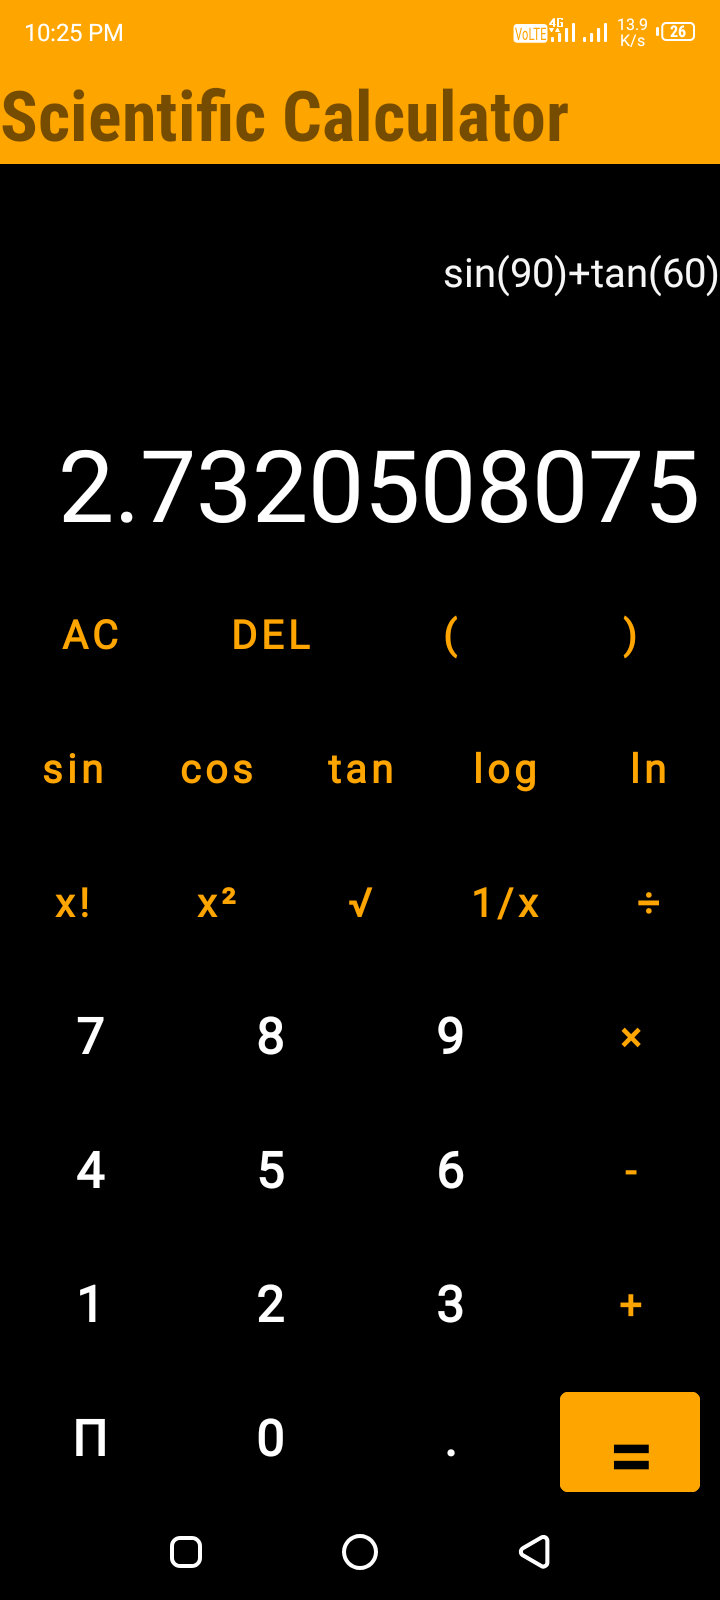 10:25 PM VoLTE 4G 13.9 K/s 26
Scientific Calculator
sin(90)+tan(60)
2.7320508075
AC DEL ( )
sin cos tan log ln
x! x² √ 1/x ÷
7 8 9 ×
4 5 6 -
1 2 3 +
П 0 . =